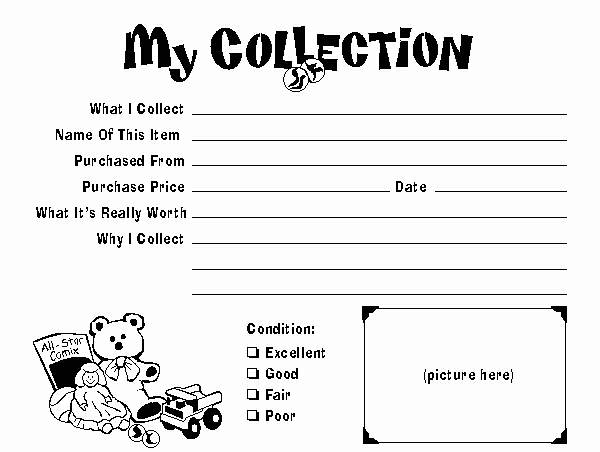 My COLLECTION
What I Collect
Name Of This Item
Purchased From
Purchase Price Date
What It's Really Worth
Why I Collect
All-Star
Comix
Condition:
❏ Excellent
❏ Good
❏ Fair
❏ Poor
(picture here)